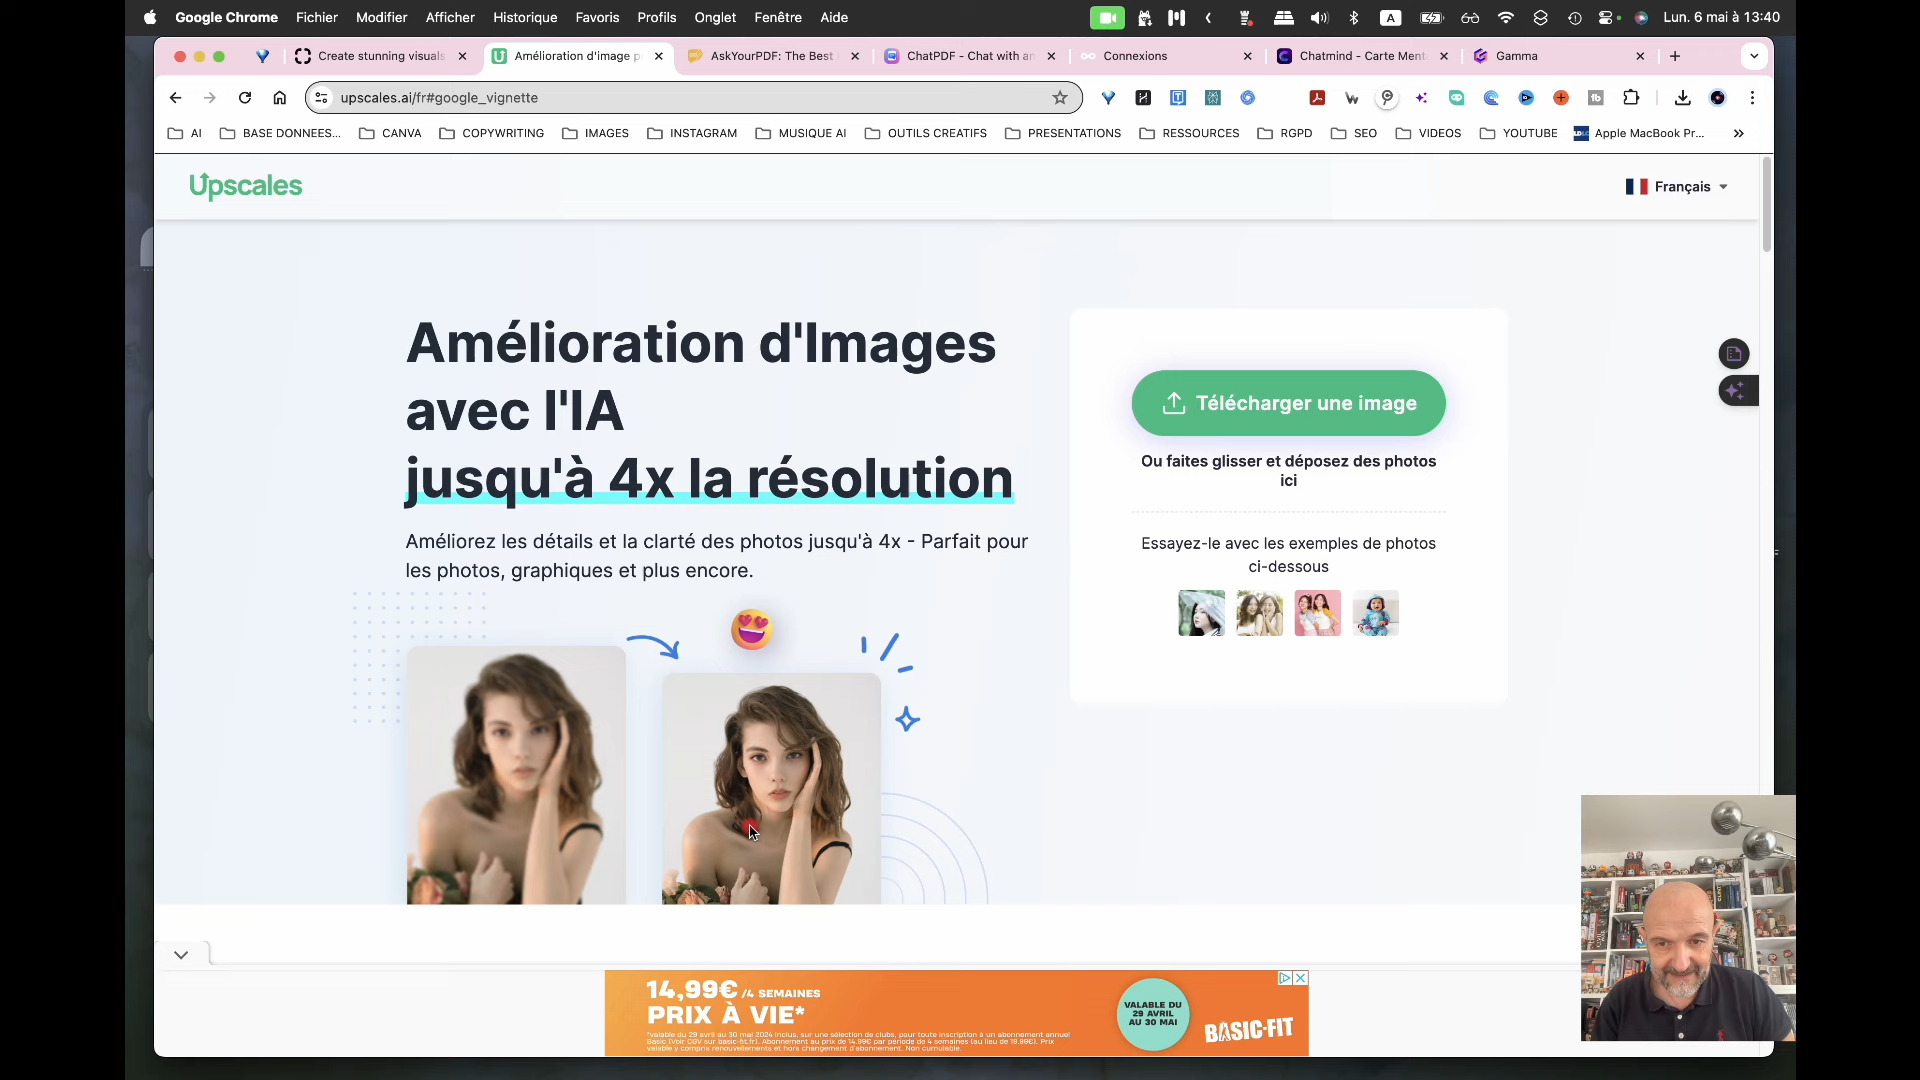 Google Chrome Fichier Modifier Afficher Historique Favoris Profils Onglet Fenêtre Aide
A
Lun. 6 mai à 13:40
Create stunning visuals
Amélioration d'image p
AskYourPDF: The Best
ChatPDF - Chat with an
Connexions
Chatmind - Carte Ment
Gamma
upscales.ai/fr#google_vignette
AI
BASE DONNEES...
CANVA
COPYWRITING
IMAGES
INSTAGRAM
MUSIQUE AI
OUTILS CREATIFS
PRESENTATIONS
RESSOURCES
RGPD
SEO
VIDEOS
YOUTUBE
Apple MacBook Pr...
Upscales
Français
Amélioration d'Images
avec l'IA
jusqu'à 4x la résolution
Améliorez les détails et la clarté des photos jusqu'à 4x - Parfait pour
les photos, graphiques et plus encore.
Télécharger une image
Ou faites glisser et déposez des photos
ici
Essayez-le avec les exemples de photos
ci-dessous
14,99€ /4 SEMAINES
PRIX À VIE*
VALABLE DU
29 AVRIL
AU 30 MAI
BASIC-FIT